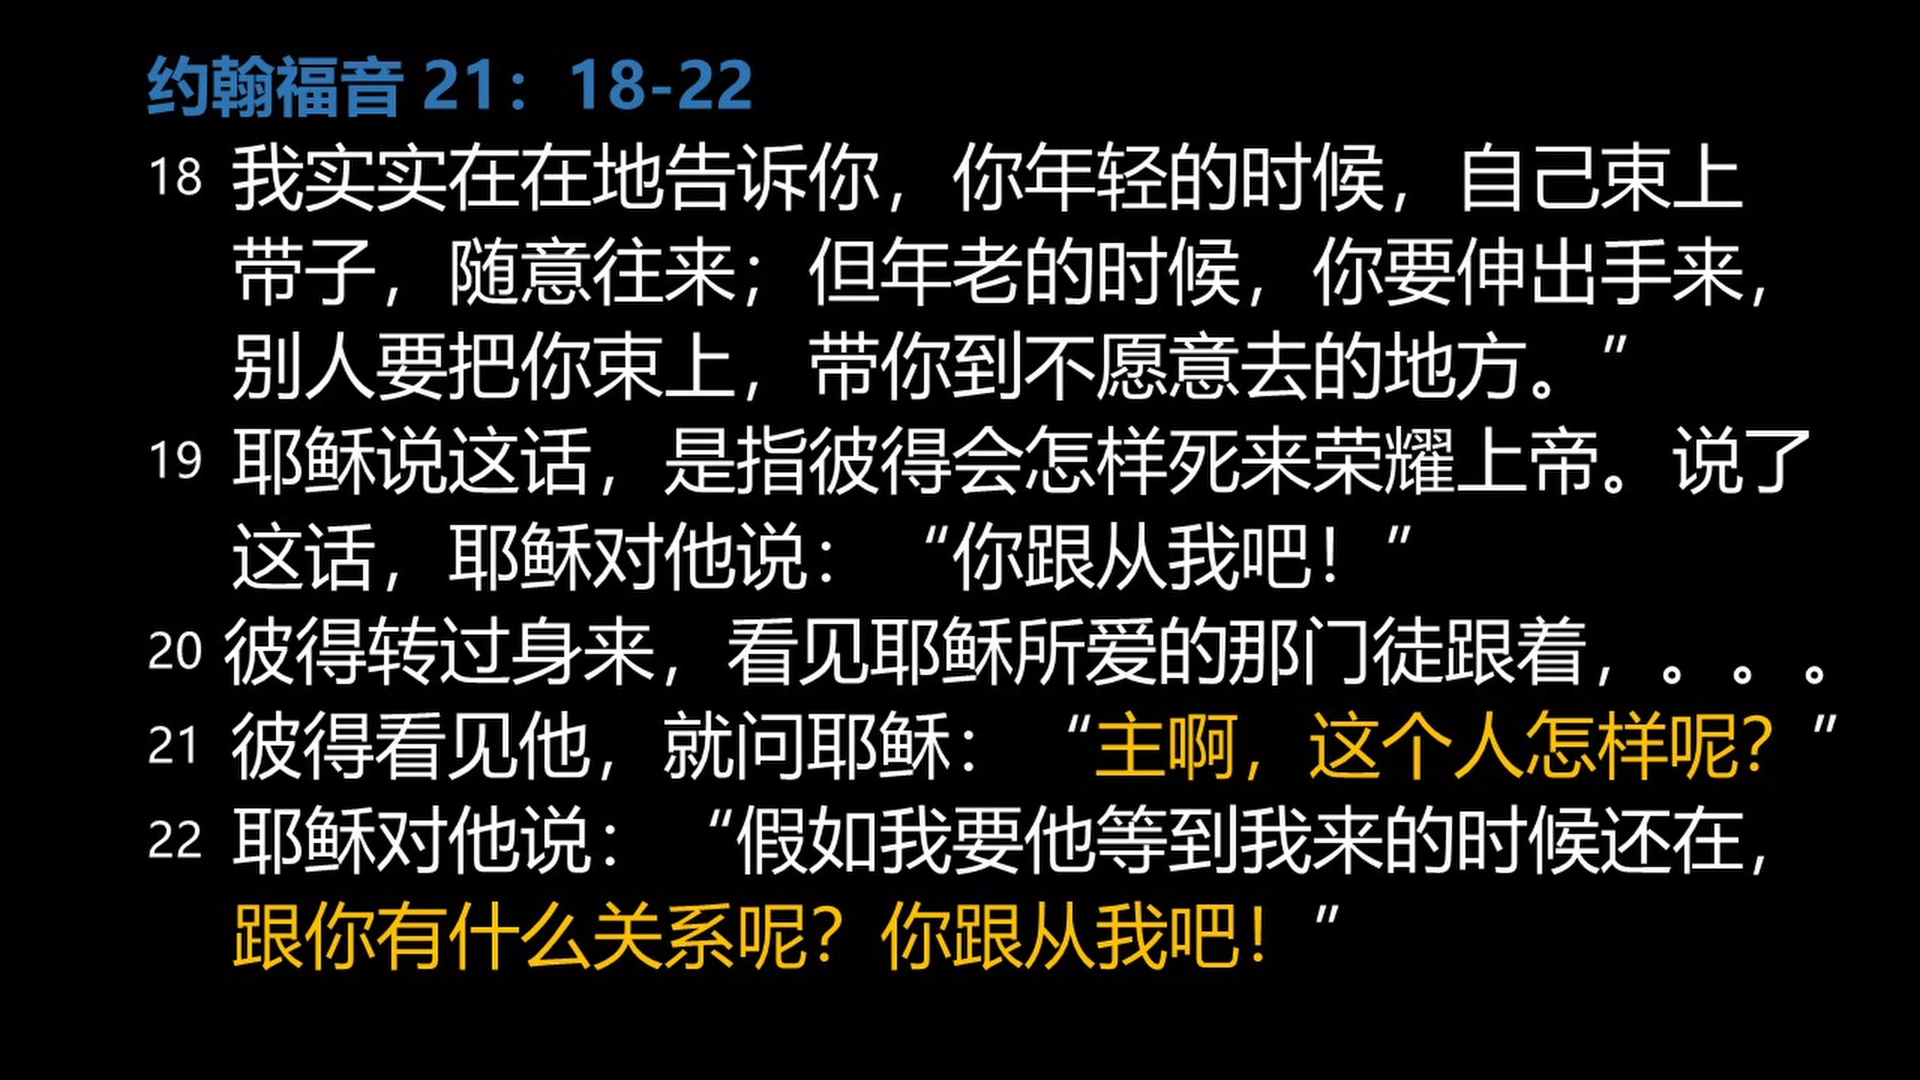 约翰福音 21：18-22
18 我实实在在地告诉你，你年轻的时候，自己束上
带子，随意往来；但年老的时候，你要伸出手来，
别人要把你束上，带你到不愿意去的地方。”
19 耶稣说这话，是指彼得会怎样死来荣耀上帝。说了
这话，耶稣对他说：“你跟从我吧！”
20 彼得转过身来，看见耶稣所爱的那门徒跟着，。。。
21 彼得看见他，就问耶稣：“主啊，这个人怎样呢？”
22 耶稣对他说：“假如我要他等到我来的时候还在，
跟你有什么关系呢？你跟从我吧！”